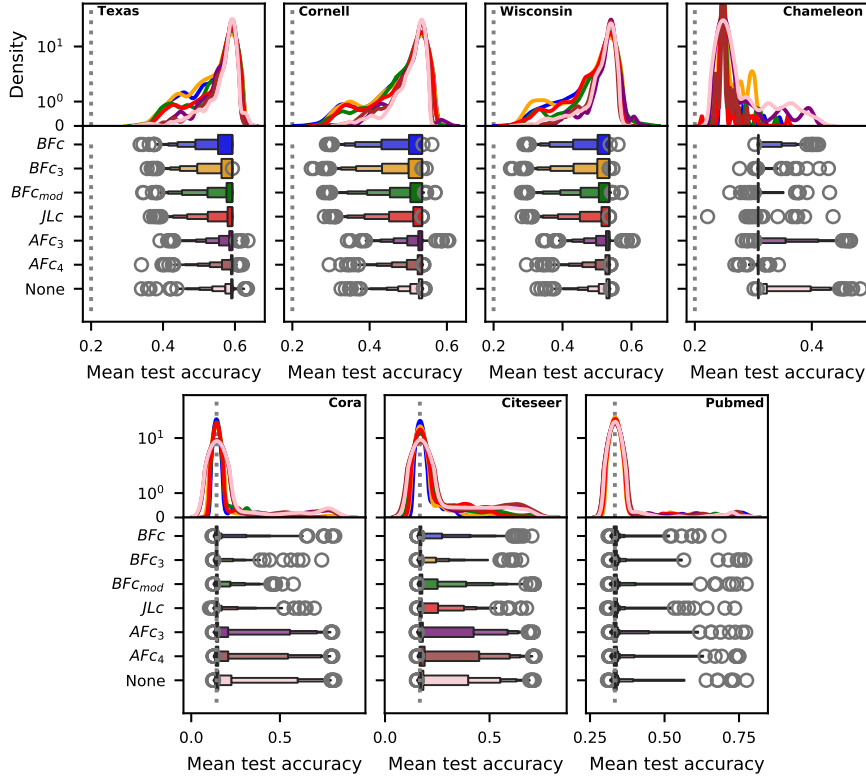 Texas Cornell Wisconsin Chameleon
Density
10¹
10⁰
0
BFc
BFc₃
BFc_mod
JLc
AFc₃
AFc₄
None
0.2 0.4 0.6 0.2 0.4 0.6 0.2 0.4 0.6 0.2 0.4
Mean test accuracy Mean test accuracy Mean test accuracy Mean test accuracy
Cora Citeseer Pubmed
10¹
10⁰
0
BFc
BFc₃
BFc_mod
JLc
AFc₃
AFc₄
None
0.0 0.5 0.0 0.5 0.25 0.50 0.75
Mean test accuracy Mean test accuracy Mean test accuracy